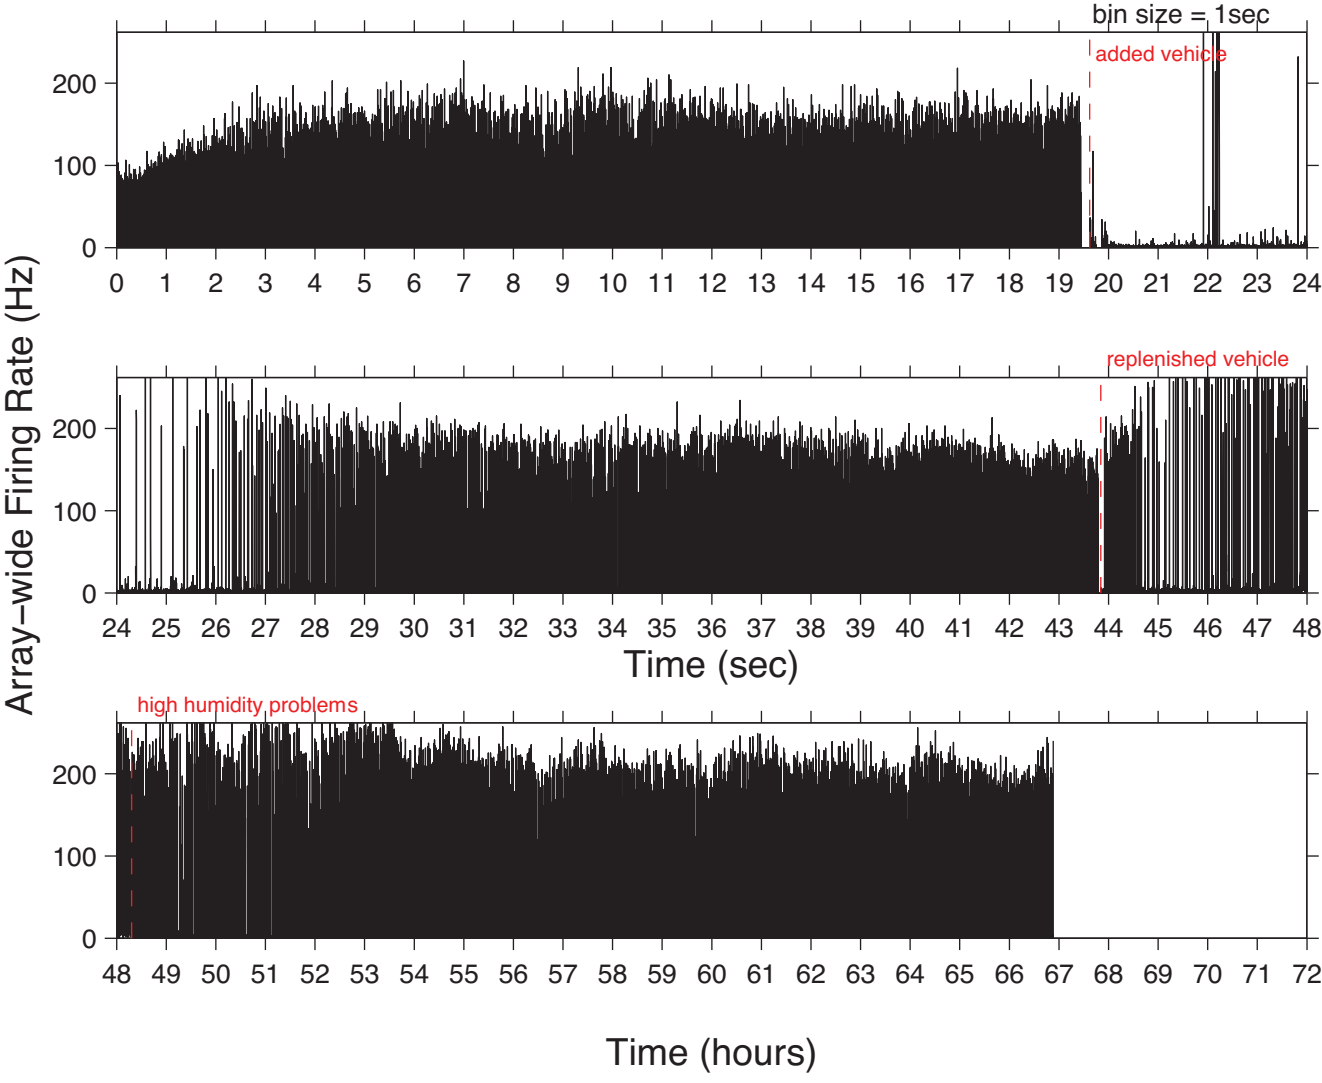 bin size = 1sec
added vehicle
200
100
0
0 1 2 3 4 5 6 7 8 9 10 11 12 13 14 15 16 17 18 19 20 21 22 23 24
Array-wide Firing Rate (Hz)
replenished vehicle
200
100
0
24 25 26 27 28 29 30 31 32 33 34 35 36 37 38 39 40 41 42 43 44 45 46 47 48
Time (sec)
high humidity problems
200
100
0
48 49 50 51 52 53 54 55 56 57 58 59 60 61 62 63 64 65 66 67 68 69 70 71 72
Time (hours)